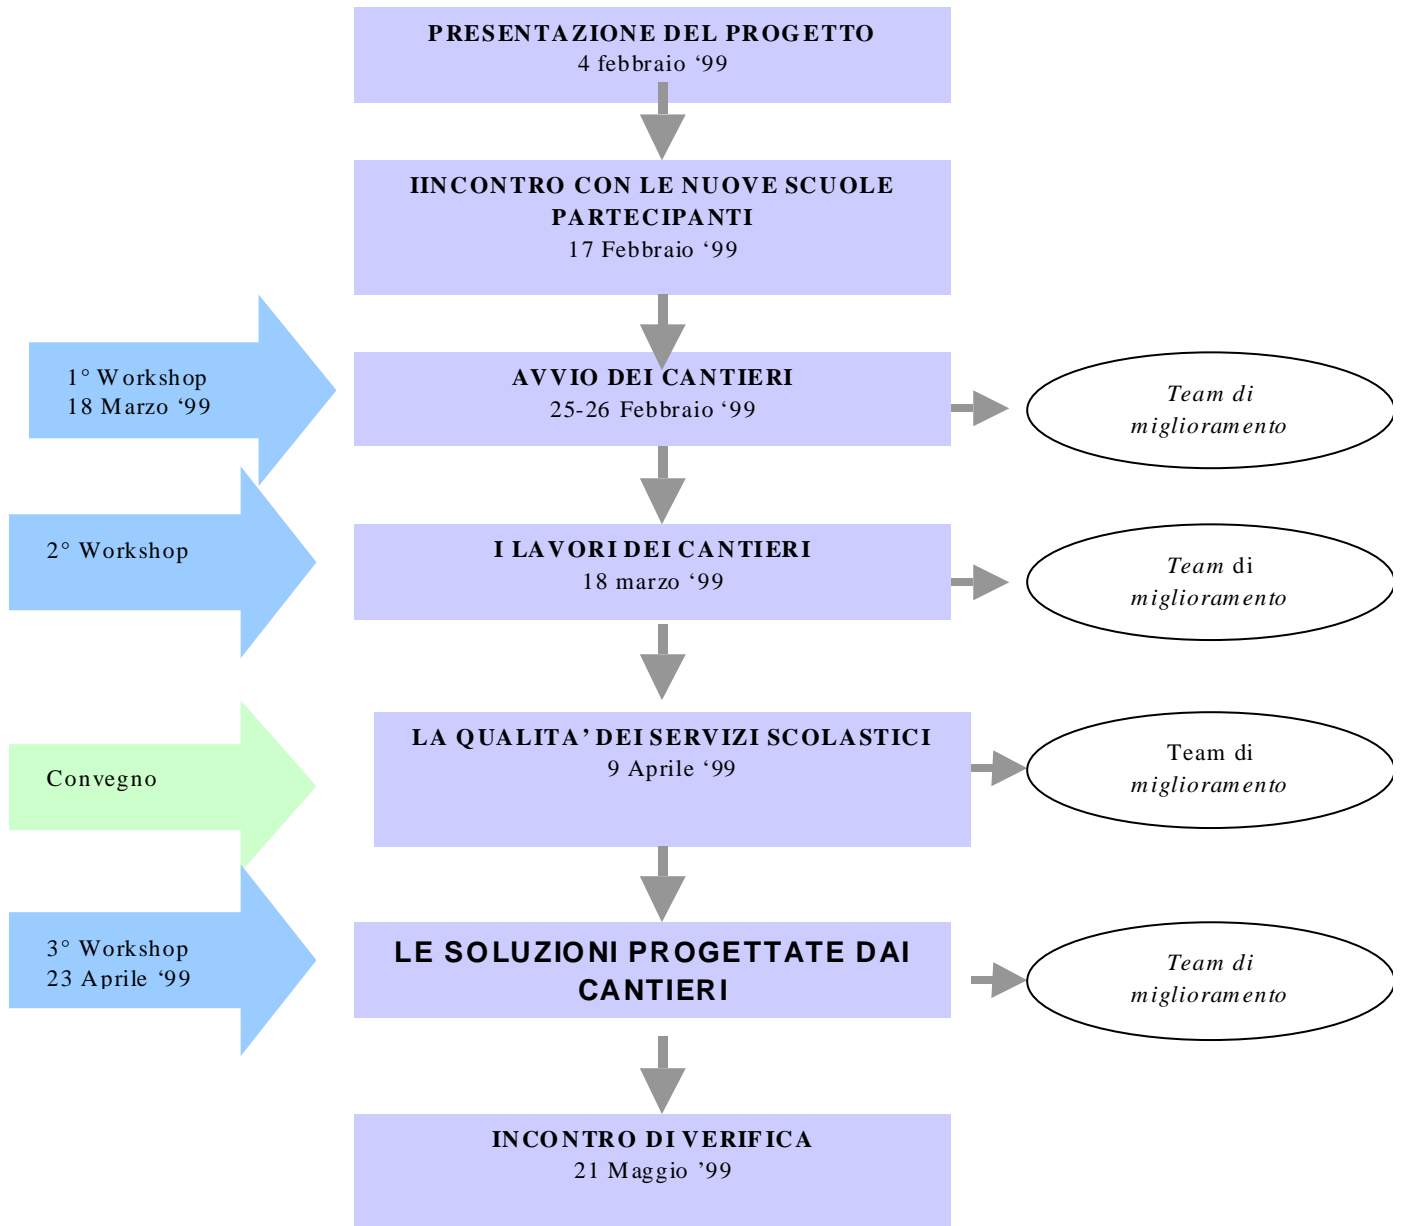 PRESENTAZIONE DEL PROGETTO
4 febbraio ‘99
IINCONTRO CON LE NUOVE SCUOLE
PARTECIPANTI
17 Febbraio ‘99
1° Workshop
18 Marzo ‘99
AVVIO DEI CANTIERI
25-26 Febbraio ‘99
Team di
miglioramento
2° Workshop
I LAVORI DEI CANTIERI
18 marzo ‘99
Team di
miglioramento
Convegno
LA QUALITA’ DEI SERVIZI SCOLASTICI
9 Aprile ‘99
Team di
miglioramento
3° Workshop
23 Aprile ‘99
LE SOLUZIONI PROGETTATE DAI
CANTIERI
Team di
miglioramento
INCONTRO DI VERIFICA
21 Maggio ‘99